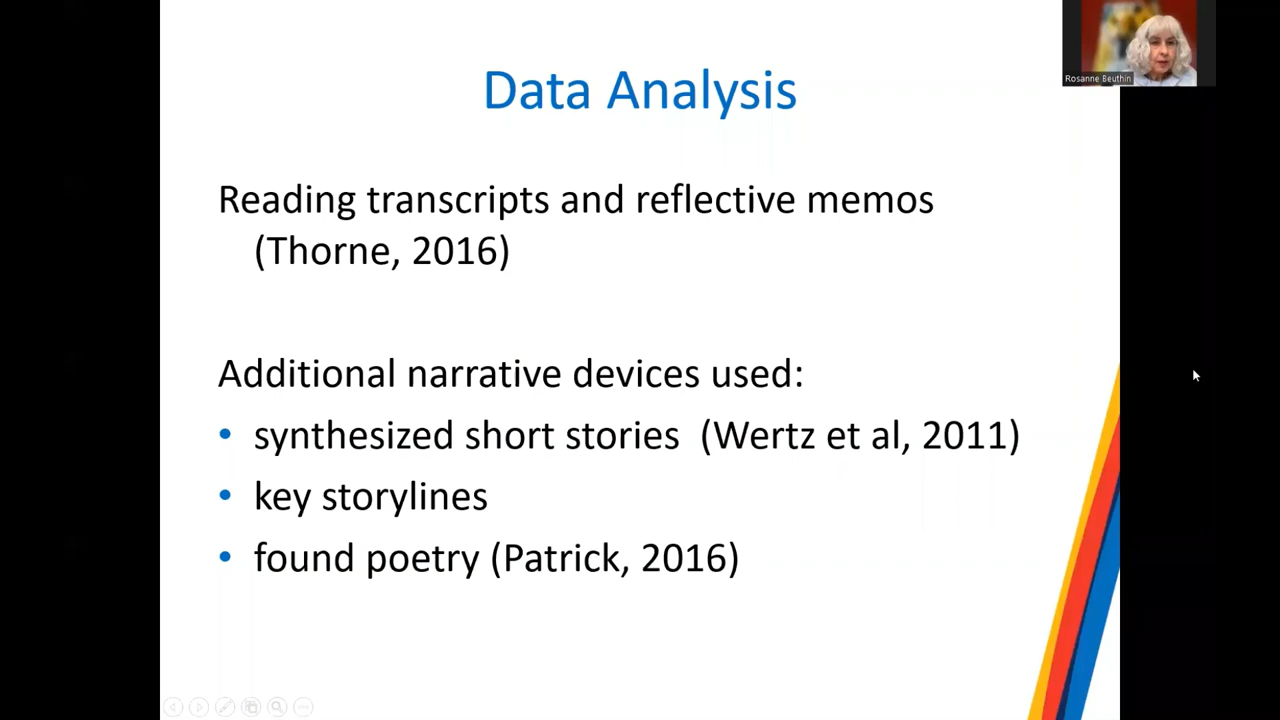 Rosanne Beuthin
Data Analysis
Reading transcripts and reflective memos
(Thorne, 2016)
Additional narrative devices used:
• synthesized short stories (Wertz et al, 2011)
• key storylines
• found poetry (Patrick, 2016)